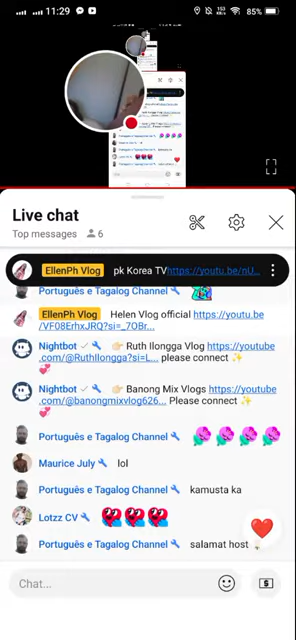 11:29
85%
Live chat
Top messages 6
EllenPh Vlog pk Korea TVhttps://youtu.be/nU...
Português e Tagalog Channel
EllenPh Vlog Helen Vlog official https://youtu.be
/VF08ErhxJRQ?si=_7OBr...
Nightbot Ruth Ilongga Vlog https://youtube.
com/@RuthIlongga?si=L... please connect
Nightbot Banong Mix Vlogs https://youtube.
com/@banongmixvlog626... Please connect
Português e Tagalog Channel
Maurice July lol
Português e Tagalog Channel kamusta ka
Lotzz CV
Português e Tagalog Channel salamat host
Chat...